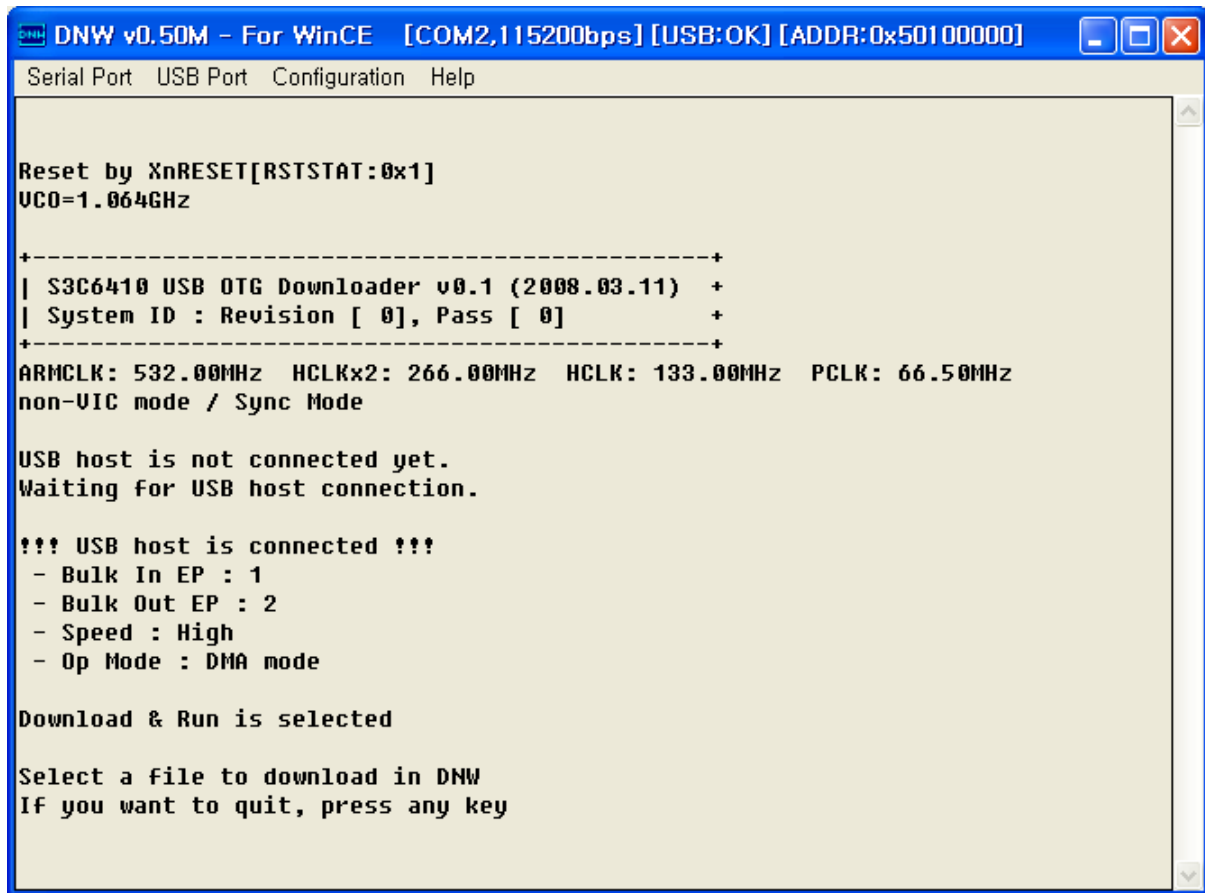 DNW DNW v0.50M - For WinCE [COM2,115200bps] [USB:OK] [ADDR:0x50100000]
Serial Port USB Port Configuration Help
Reset by XnRESET[RSTSTAT:0x1]
VCO=1.064GHz
+-----------------------------------------------+
| S3C6410 USB OTG Downloader v0.1 (2008.03.11) +
| System ID : Revision [ 0], Pass [ 0] +
+-----------------------------------------------+
ARMCLK: 532.00MHz HCLKx2: 266.00MHz HCLK: 133.00MHz PCLK: 66.50MHz
non-VIC mode / Sync Mode
USB host is not connected yet.
Waiting for USB host connection.
!!! USB host is connected !!!
- Bulk In EP : 1
- Bulk Out EP : 2
- Speed : High
- Op Mode : DMA mode
Download & Run is selected
Select a file to download in DNW
If you want to quit, press any key